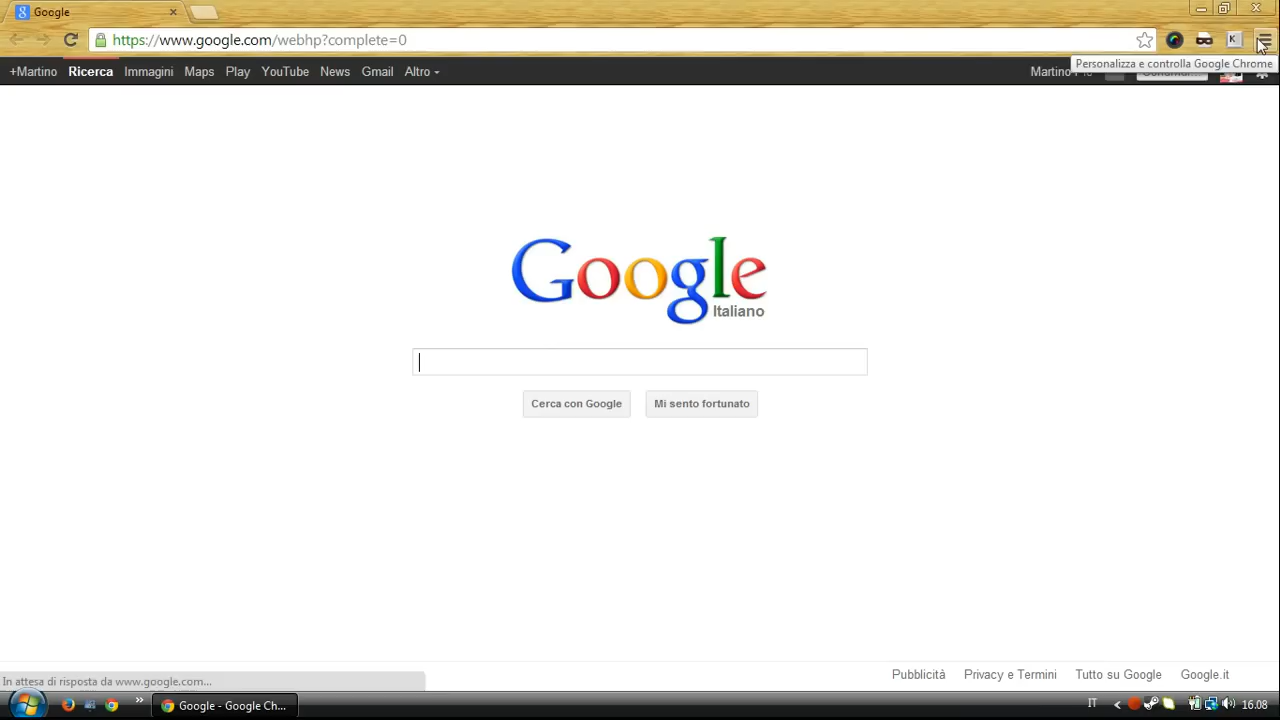 Google
https://www.google.com/webhp?complete=0
K
Personalizza e controlla Google Chrome
+Martino Ricerca Immagini Maps Play YouTube News Gmail Altro
Martino
Google
Italiano
Cerca con Google Mi sento fortunato
Pubblicità Privacy e Termini Tutto su Google Google.it
In attesa di risposta da www.google.com...
Google - Google Ch...
IT
16.08